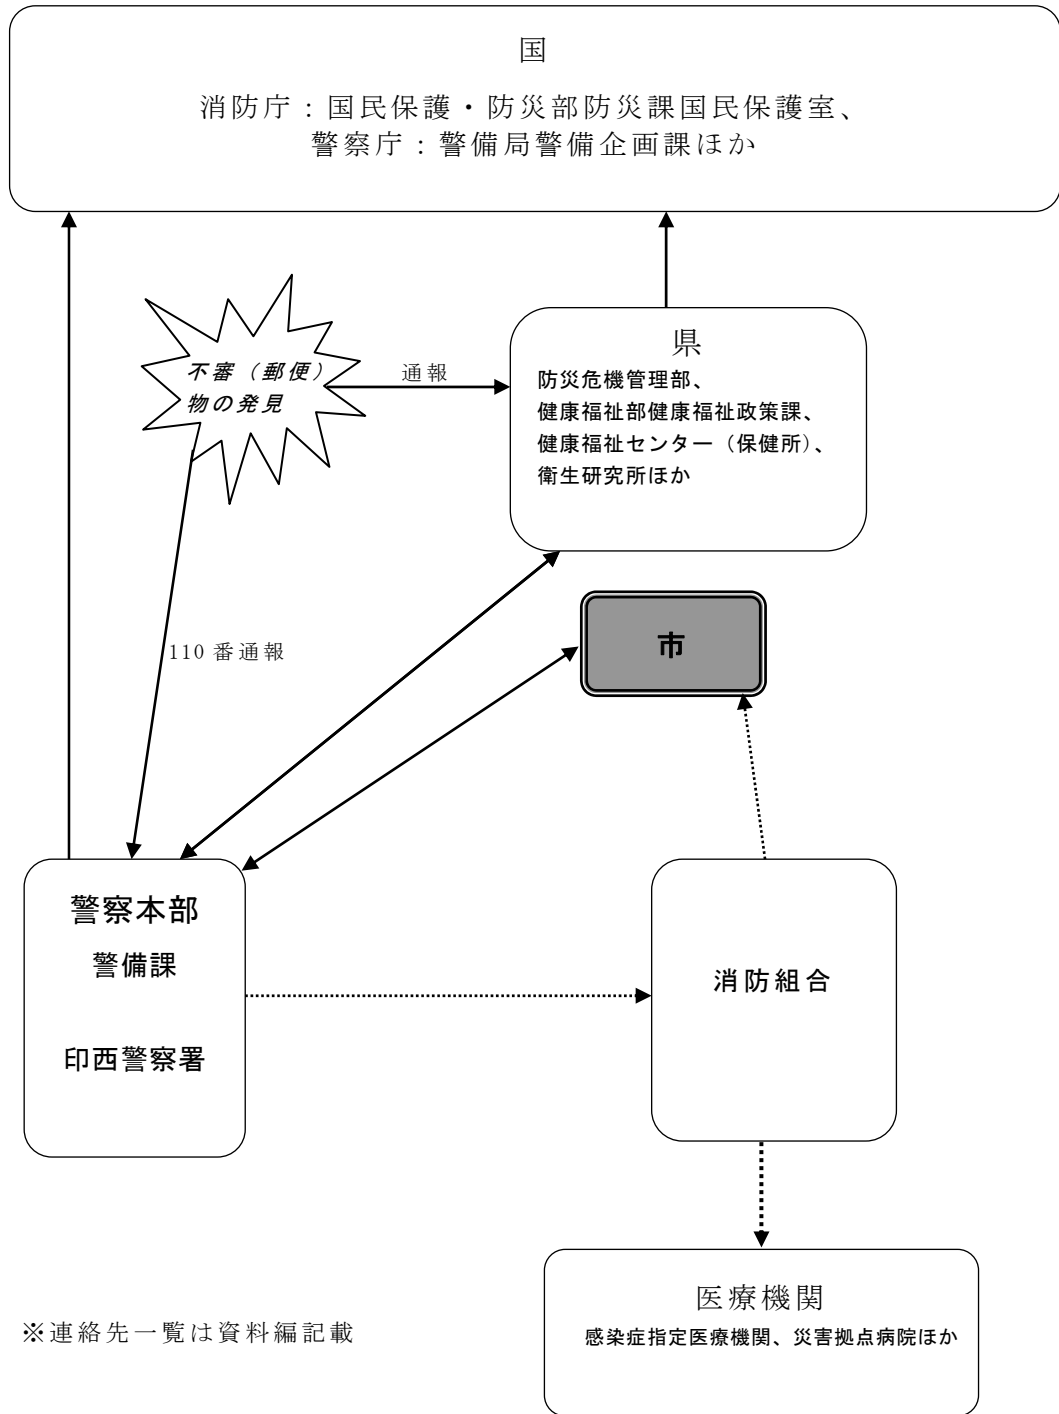 国
消防庁：国民保護・防災部防災課国民保護室、
警察庁：警備局警備企画課ほか
不審（郵便）
物の発見
通報
県
防災危機管理部、
健康福祉部健康福祉政策課、
健康福祉センター（保健所）、
衛生研究所ほか
110番通報
市
警察本部
警備課
印西警察署
消防組合
医療機関
感染症指定医療機関、災害拠点病院ほか
※連絡先一覧は資料編記載